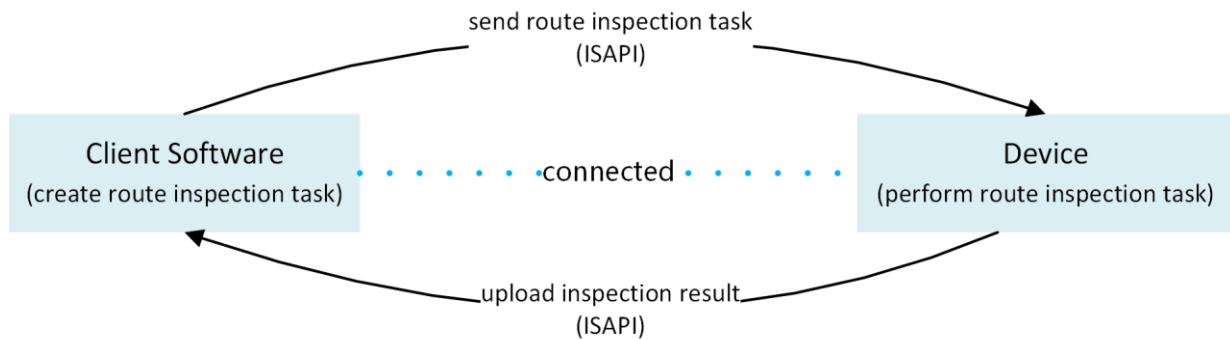 send route inspection task
(ISAPI)
Client Software
(create route inspection task)
connected
Device
(perform route inspection task)
upload inspection result
(ISAPI)